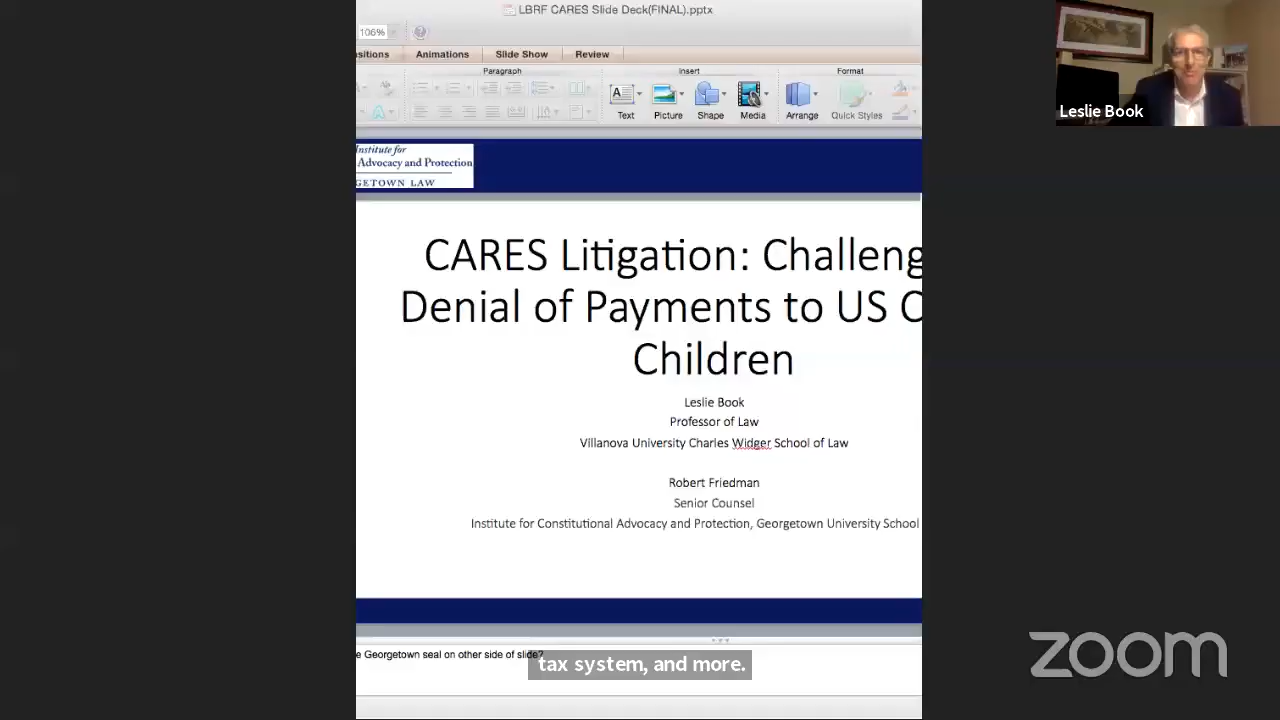 LBRF CARES Slide Deck(FINAL).pptx
106%
sitions Animations Slide Show Review
Paragraph Insert Format
Text Picture Shape Media Arrange Quick Styles
Institute for
Advocacy and Protection
GETOWN LAW
CARES Litigation: Challeng
Denial of Payments to US C
Children
Leslie Book
Professor of Law
Villanova University Charles Widger School of Law
Robert Friedman
Senior Counsel
Institute for Constitutional Advocacy and Protection, Georgetown University School
e Georgetown seal on other side of slide?
tax system, and more.
Leslie Book
zoom